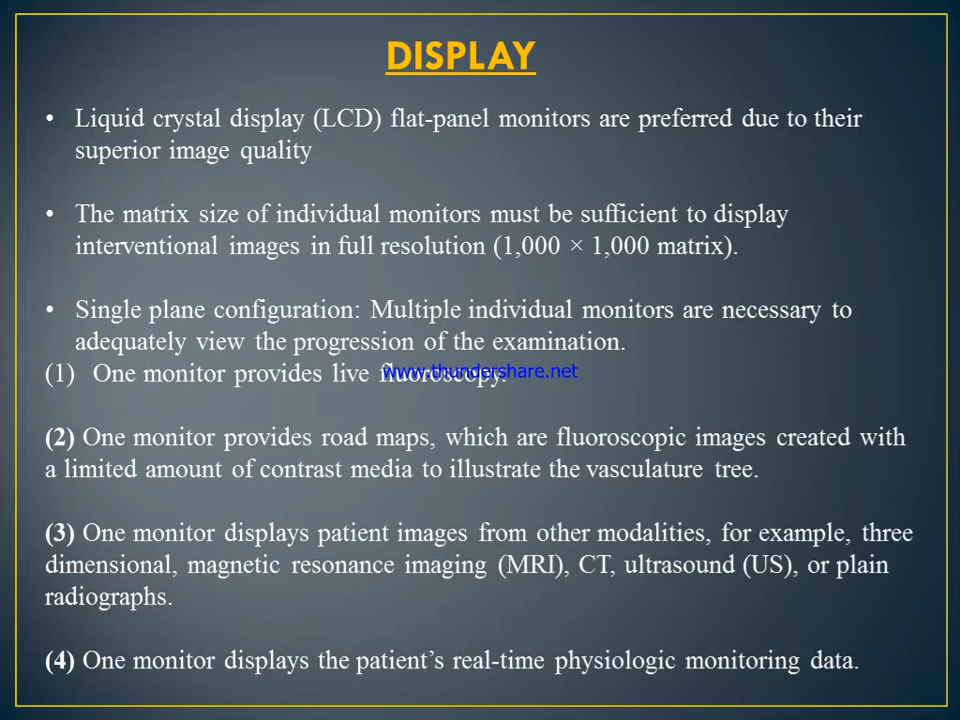 DISPLAY
• Liquid crystal display (LCD) flat-panel monitors are preferred due to their
superior image quality
• The matrix size of individual monitors must be sufficient to display
interventional images in full resolution (1,000 × 1,000 matrix).
• Single plane configuration: Multiple individual monitors are necessary to
adequately view the progression of the examination.
(1) One monitor provides live fluoroscopy.
www.thundershare.net
(2) One monitor provides road maps, which are fluoroscopic images created with
a limited amount of contrast media to illustrate the vasculature tree.
(3) One monitor displays patient images from other modalities, for example, three
dimensional, magnetic resonance imaging (MRI), CT, ultrasound (US), or plain
radiographs.
(4) One monitor displays the patient’s real-time physiologic monitoring data.